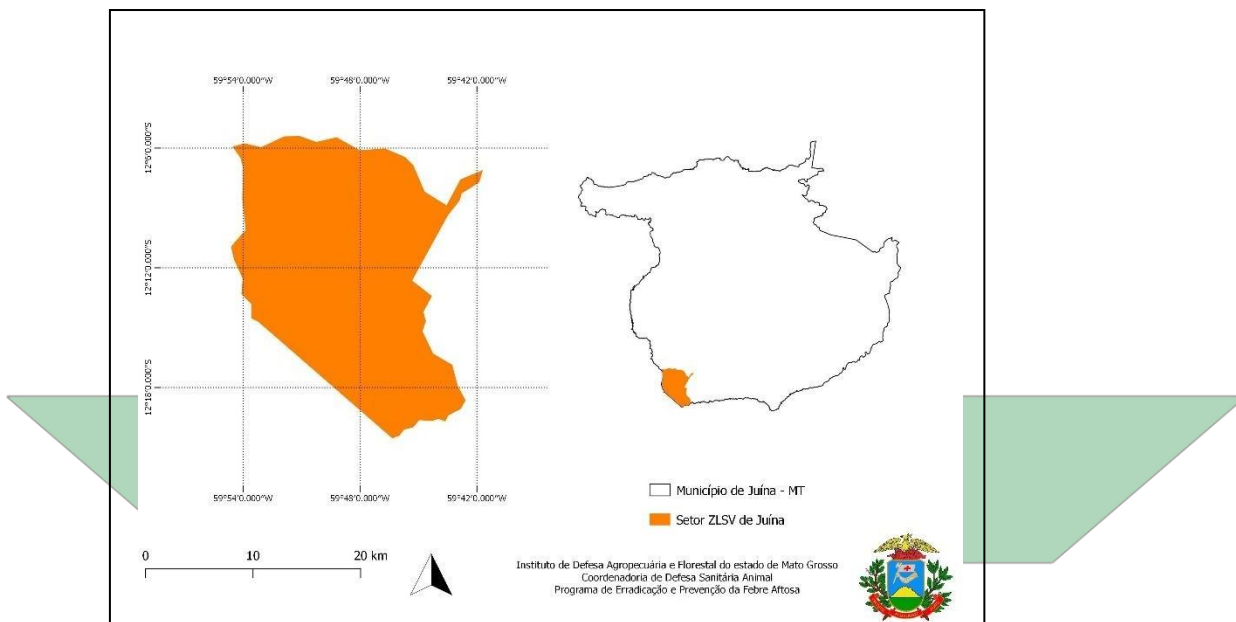 59°54'0.000"W 59°48'0.000"W 59°42'0.000"W
12°6'0.000"S
12°12'0.000"S
12°18'0.000"S
59°54'0.000"W 59°48'0.000"W 59°42'0.000"W
Município de Juína - MT
Setor ZLSV de Juína
0 10 20 km
Instituto de Defesa Agropecuária e Florestal do estado de Mato Grosso
Coordenadoria de Defesa Sanitária Animal
Programa de Erradicação e Prevenção da Febre Aftosa